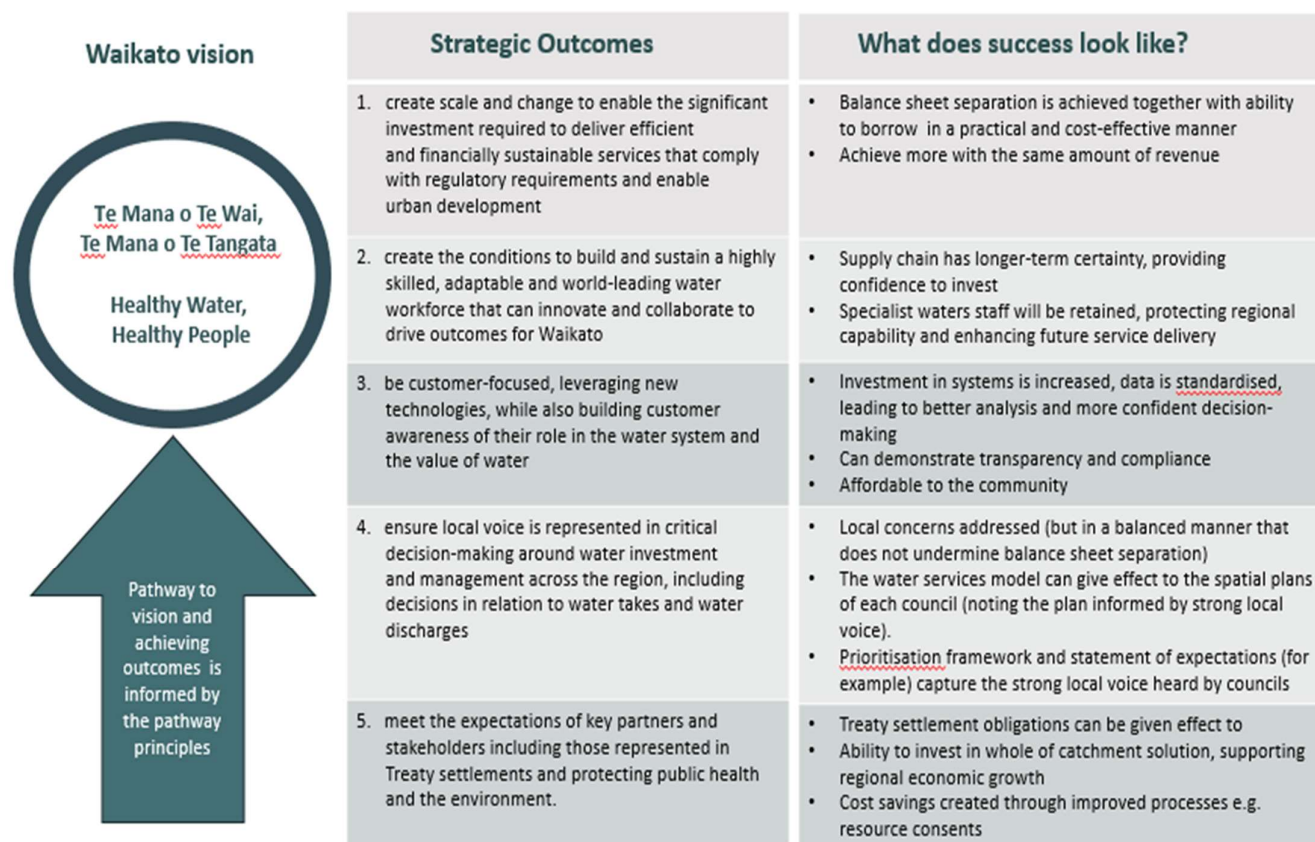 Waikato vision
Te Mana o Te Wai,
Te Mana o Te Tangata
Healthy Water,
Healthy People
Pathway to
vision and
achieving
outcomes is
informed by
the pathway
principles
Strategic Outcomes
What does success look like?
1. create scale and change to enable the significant
investment required to deliver efficient
and financially sustainable services that comply
with regulatory requirements and enable
urban development
• Balance sheet separation is achieved together with ability
to borrow in a practical and cost-effective manner
• Achieve more with the same amount of revenue
2. create the conditions to build and sustain a highly
skilled, adaptable and world-leading water
workforce that can innovate and collaborate to
drive outcomes for Waikato
• Supply chain has longer-term certainty, providing
confidence to invest
• Specialist waters staff will be retained, protecting regional
capability and enhancing future service delivery
3. be customer-focused, leveraging new
technologies, while also building customer
awareness of their role in the water system and
the value of water
• Investment in systems is increased, data is standardised,
leading to better analysis and more confident decision-
making
• Can demonstrate transparency and compliance
• Affordable to the community
4. ensure local voice is represented in critical
decision-making around water investment
and management across the region, including
decisions in relation to water takes and water
discharges
• Local concerns addressed (but in a balanced manner that
does not undermine balance sheet separation)
• The water services model can give effect to the spatial plans
of each council (noting the plan informed by strong local
voice).
• Prioritisation framework and statement of expectations (for
example) capture the strong local voice heard by councils
5. meet the expectations of key partners and
stakeholders including those represented in
Treaty settlements and protecting public health
and the environment.
• Treaty settlement obligations can be given effect to
• Ability to invest in whole of catchment solution, supporting
regional economic growth
• Cost savings created through improved processes e.g.
resource consents